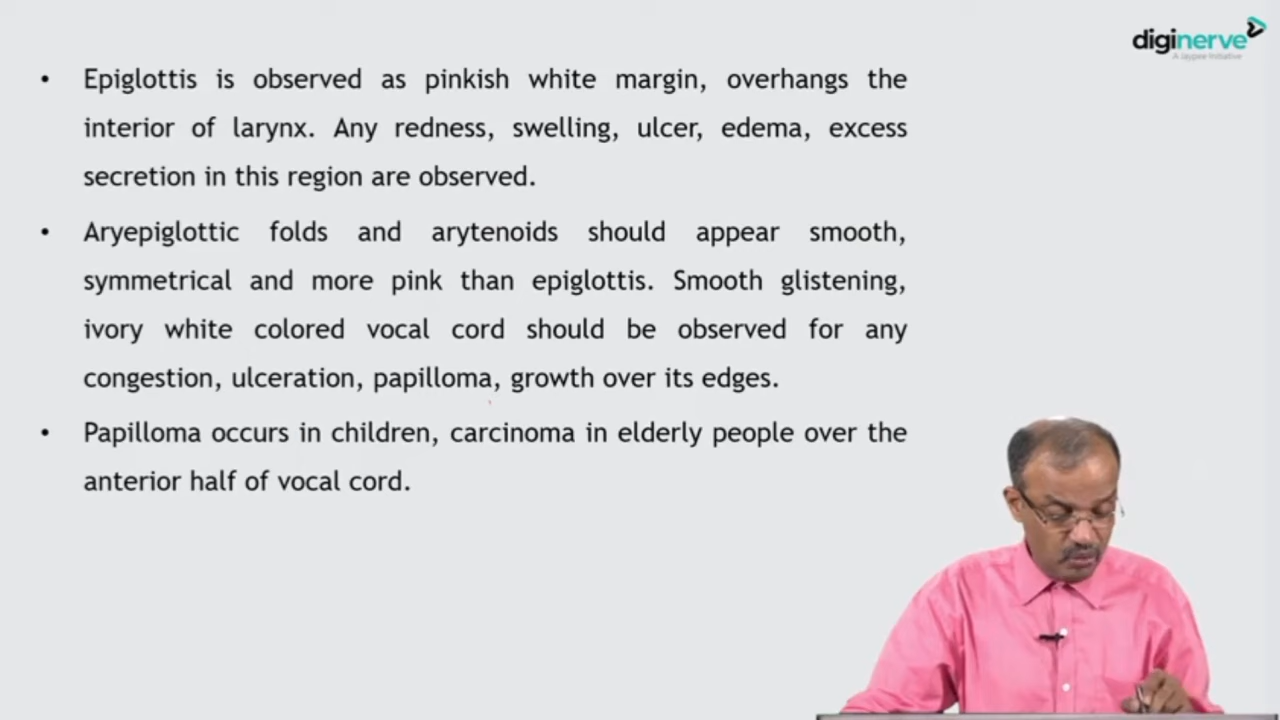 diginerve
A Jaypee Initiative
• Epiglottis is observed as pinkish white margin, overhangs the
interior of larynx. Any redness, swelling, ulcer, edema, excess
secretion in this region are observed.
• Aryepiglottic folds and arytenoids should appear smooth,
symmetrical and more pink than epiglottis. Smooth glistening,
ivory white colored vocal cord should be observed for any
congestion, ulceration, papilloma, growth over its edges.
• Papilloma occurs in children, carcinoma in elderly people over the
anterior half of vocal cord.